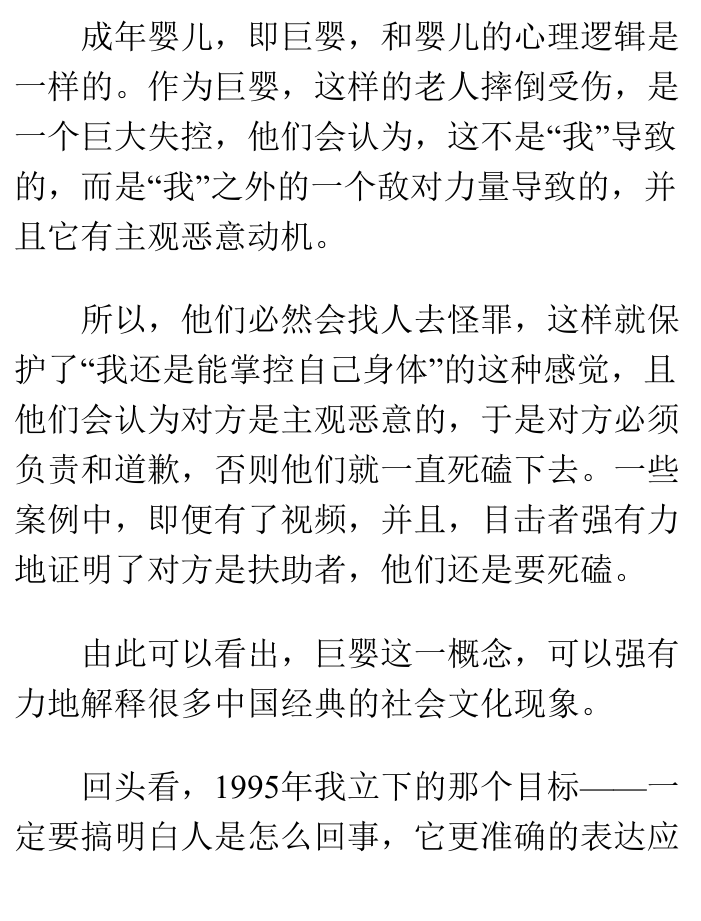 成年婴儿，即巨婴，和婴儿的心理逻辑是
一样的。作为巨婴，这样的老人摔倒受伤，是
一个巨大失控，他们会认为，这不是“我”导致
的，而是“我”之外的一个敌对力量导致的，并
且它有主观恶意动机。
所以，他们必然会找人去怪罪，这样就保
护了“我还是能掌控自己身体”的这种感觉，且
他们会认为对方是主观恶意的，于是对方必须
负责和道歉，否则他们就一直死磕下去。一些
案例中，即便有了视频，并且，目击者强有力
地证明了对方是扶助者，他们还是要死磕。
由此可以看出，巨婴这一概念，可以强有
力地解释很多中国经典的社会文化现象。
回头看，1995年我立下的那个目标——一
定要搞明白人是怎么回事，它更准确的表达应